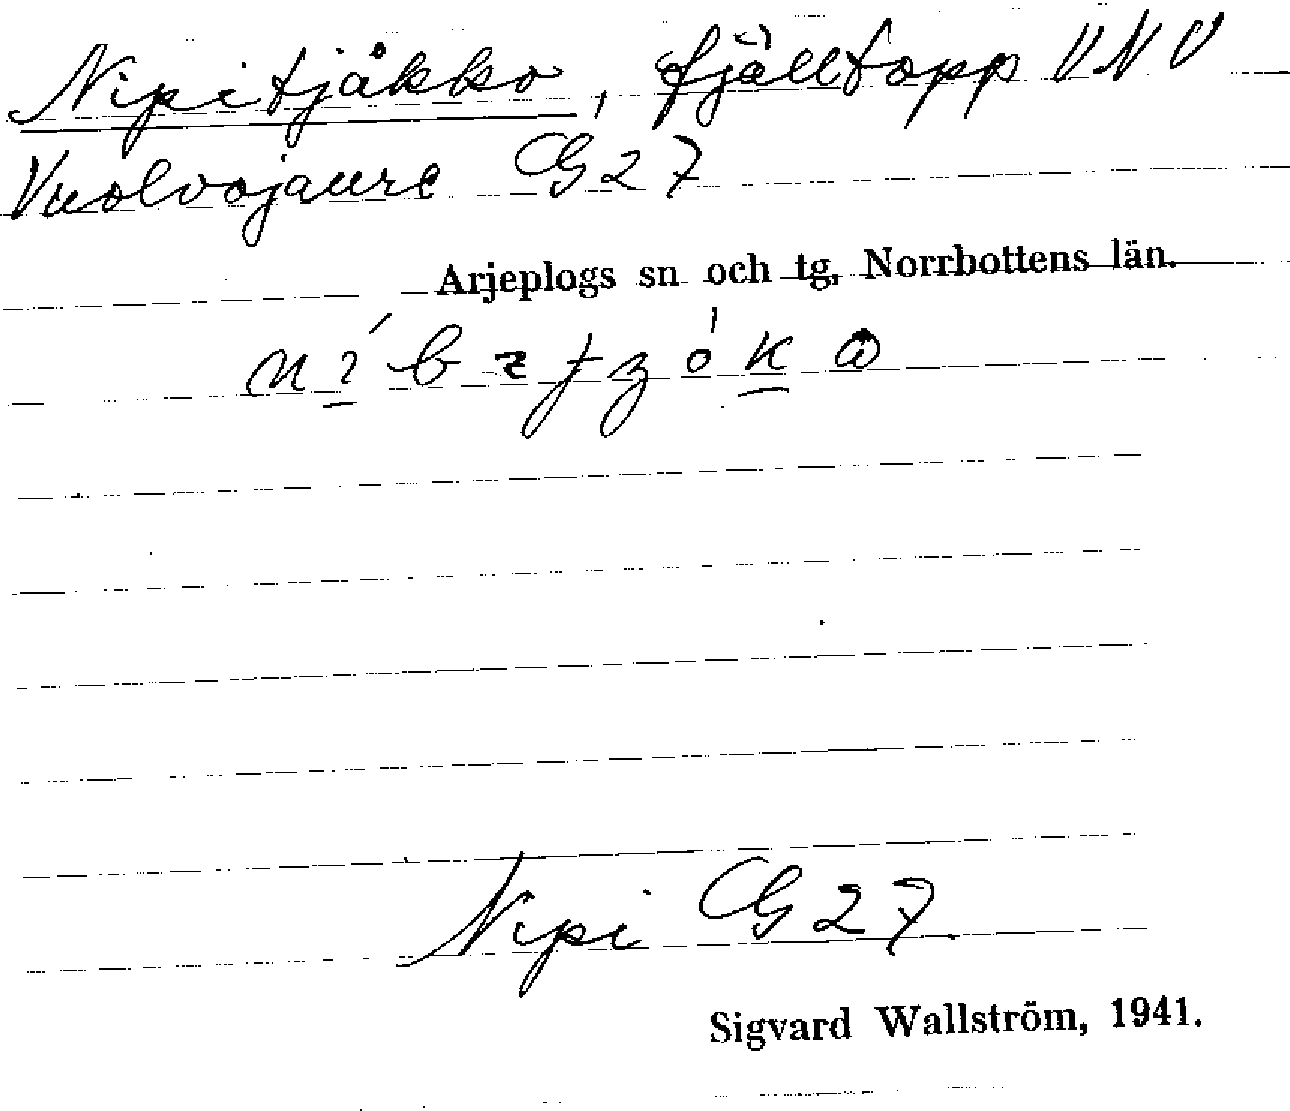 Nipitjåkko, fjälltopp VNV
Vuolvojaure G27
Arjeplogs sn och tg, Norrbottens län.
Nipi G27
Sigvard Wallström, 1941.